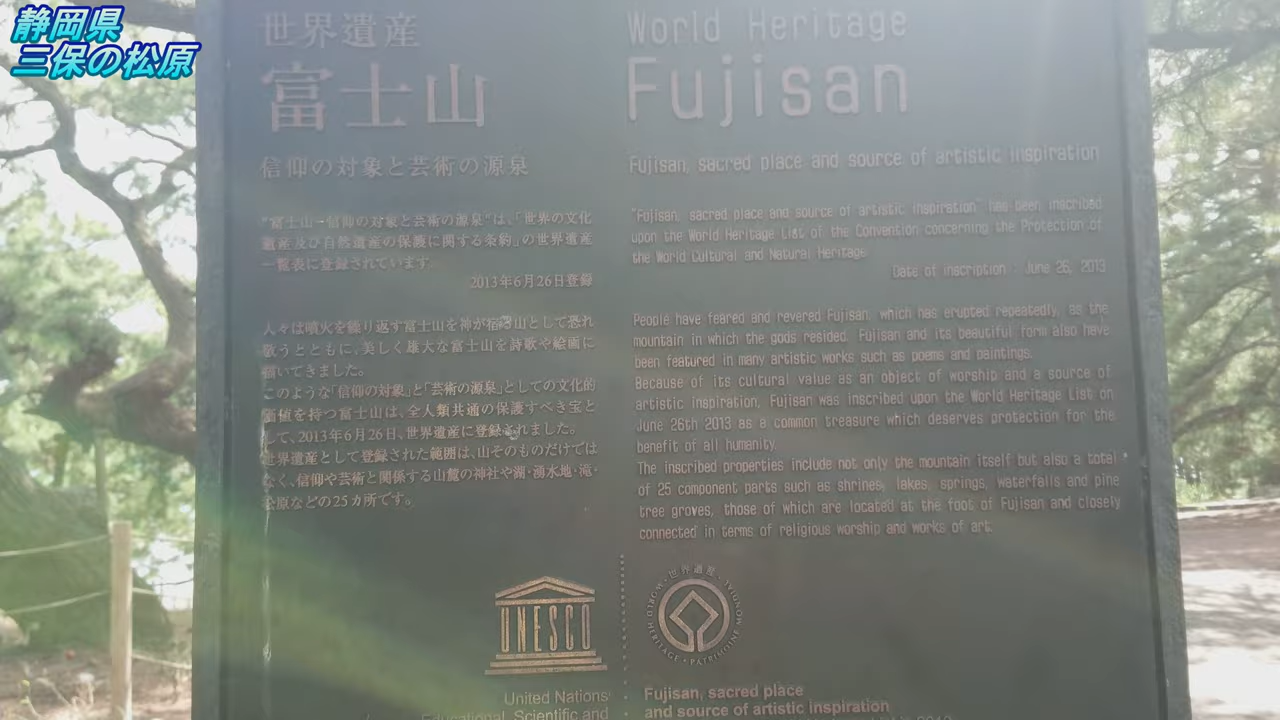 静岡県
三保の松原
世界遺産
富士山
信仰の対象と芸術の源泉
"富士山－信仰の対象と芸術の源泉"は、「世界の文化
遺産及び自然遺産の保護に関する条約」の世界遺産
一覧表に登録されています。
2013年6月26日登録
人々は噴火を繰り返す富士山を神が宿る山として恐れ
敬うとともに、美しく雄大な富士山を詩歌や絵画に
描いてきました。
このような「信仰の対象」と「芸術の源泉」としての文化的
価値を持つ富士山は、全人類共通の保護すべき宝と
して、2013年6月26日、世界遺産に登録されました。
世界遺産として登録された範囲は、山そのものだけでは
なく、信仰や芸術と関係する山麓の神社や湖・湧水地・滝・
松原などの25カ所です。
World Heritage
Fujisan
Fujisan, sacred place and source of artistic inspiration
"Fujisan, sacred place and source of artistic inspiration" has been inscribed
upon the World Heritage List of the Convention concerning the Protection of
the World Cultural and Natural Heritage.
Date of inscription : June 26, 2013
People have feared and revered Fujisan, which has erupted repeatedly, as the
mountain in which the gods resided. Fujisan and its beautiful form also have
been featured in many artistic works such as poems and paintings.
Because of its cultural value as an object of worship and a source of
artistic inspiration, Fujisan was inscribed upon the World Heritage List on
June 26th 2013 as a common treasure which deserves protection for the
benefit of all humanity.
The inscribed properties include not only the mountain itself but also a total
of 25 component parts such as shrines, lakes, springs, waterfalls and pine
tree groves, those of which are located at the foot of Fujisan and closely
connected in terms of religious worship and works of art.
UNESCO
世界遺産 · WORLD HERITAGE · PATRIMOINE MONDIAL
United Nations
Educational, Scientific and
Fujisan, sacred place
and source of artistic inspiration